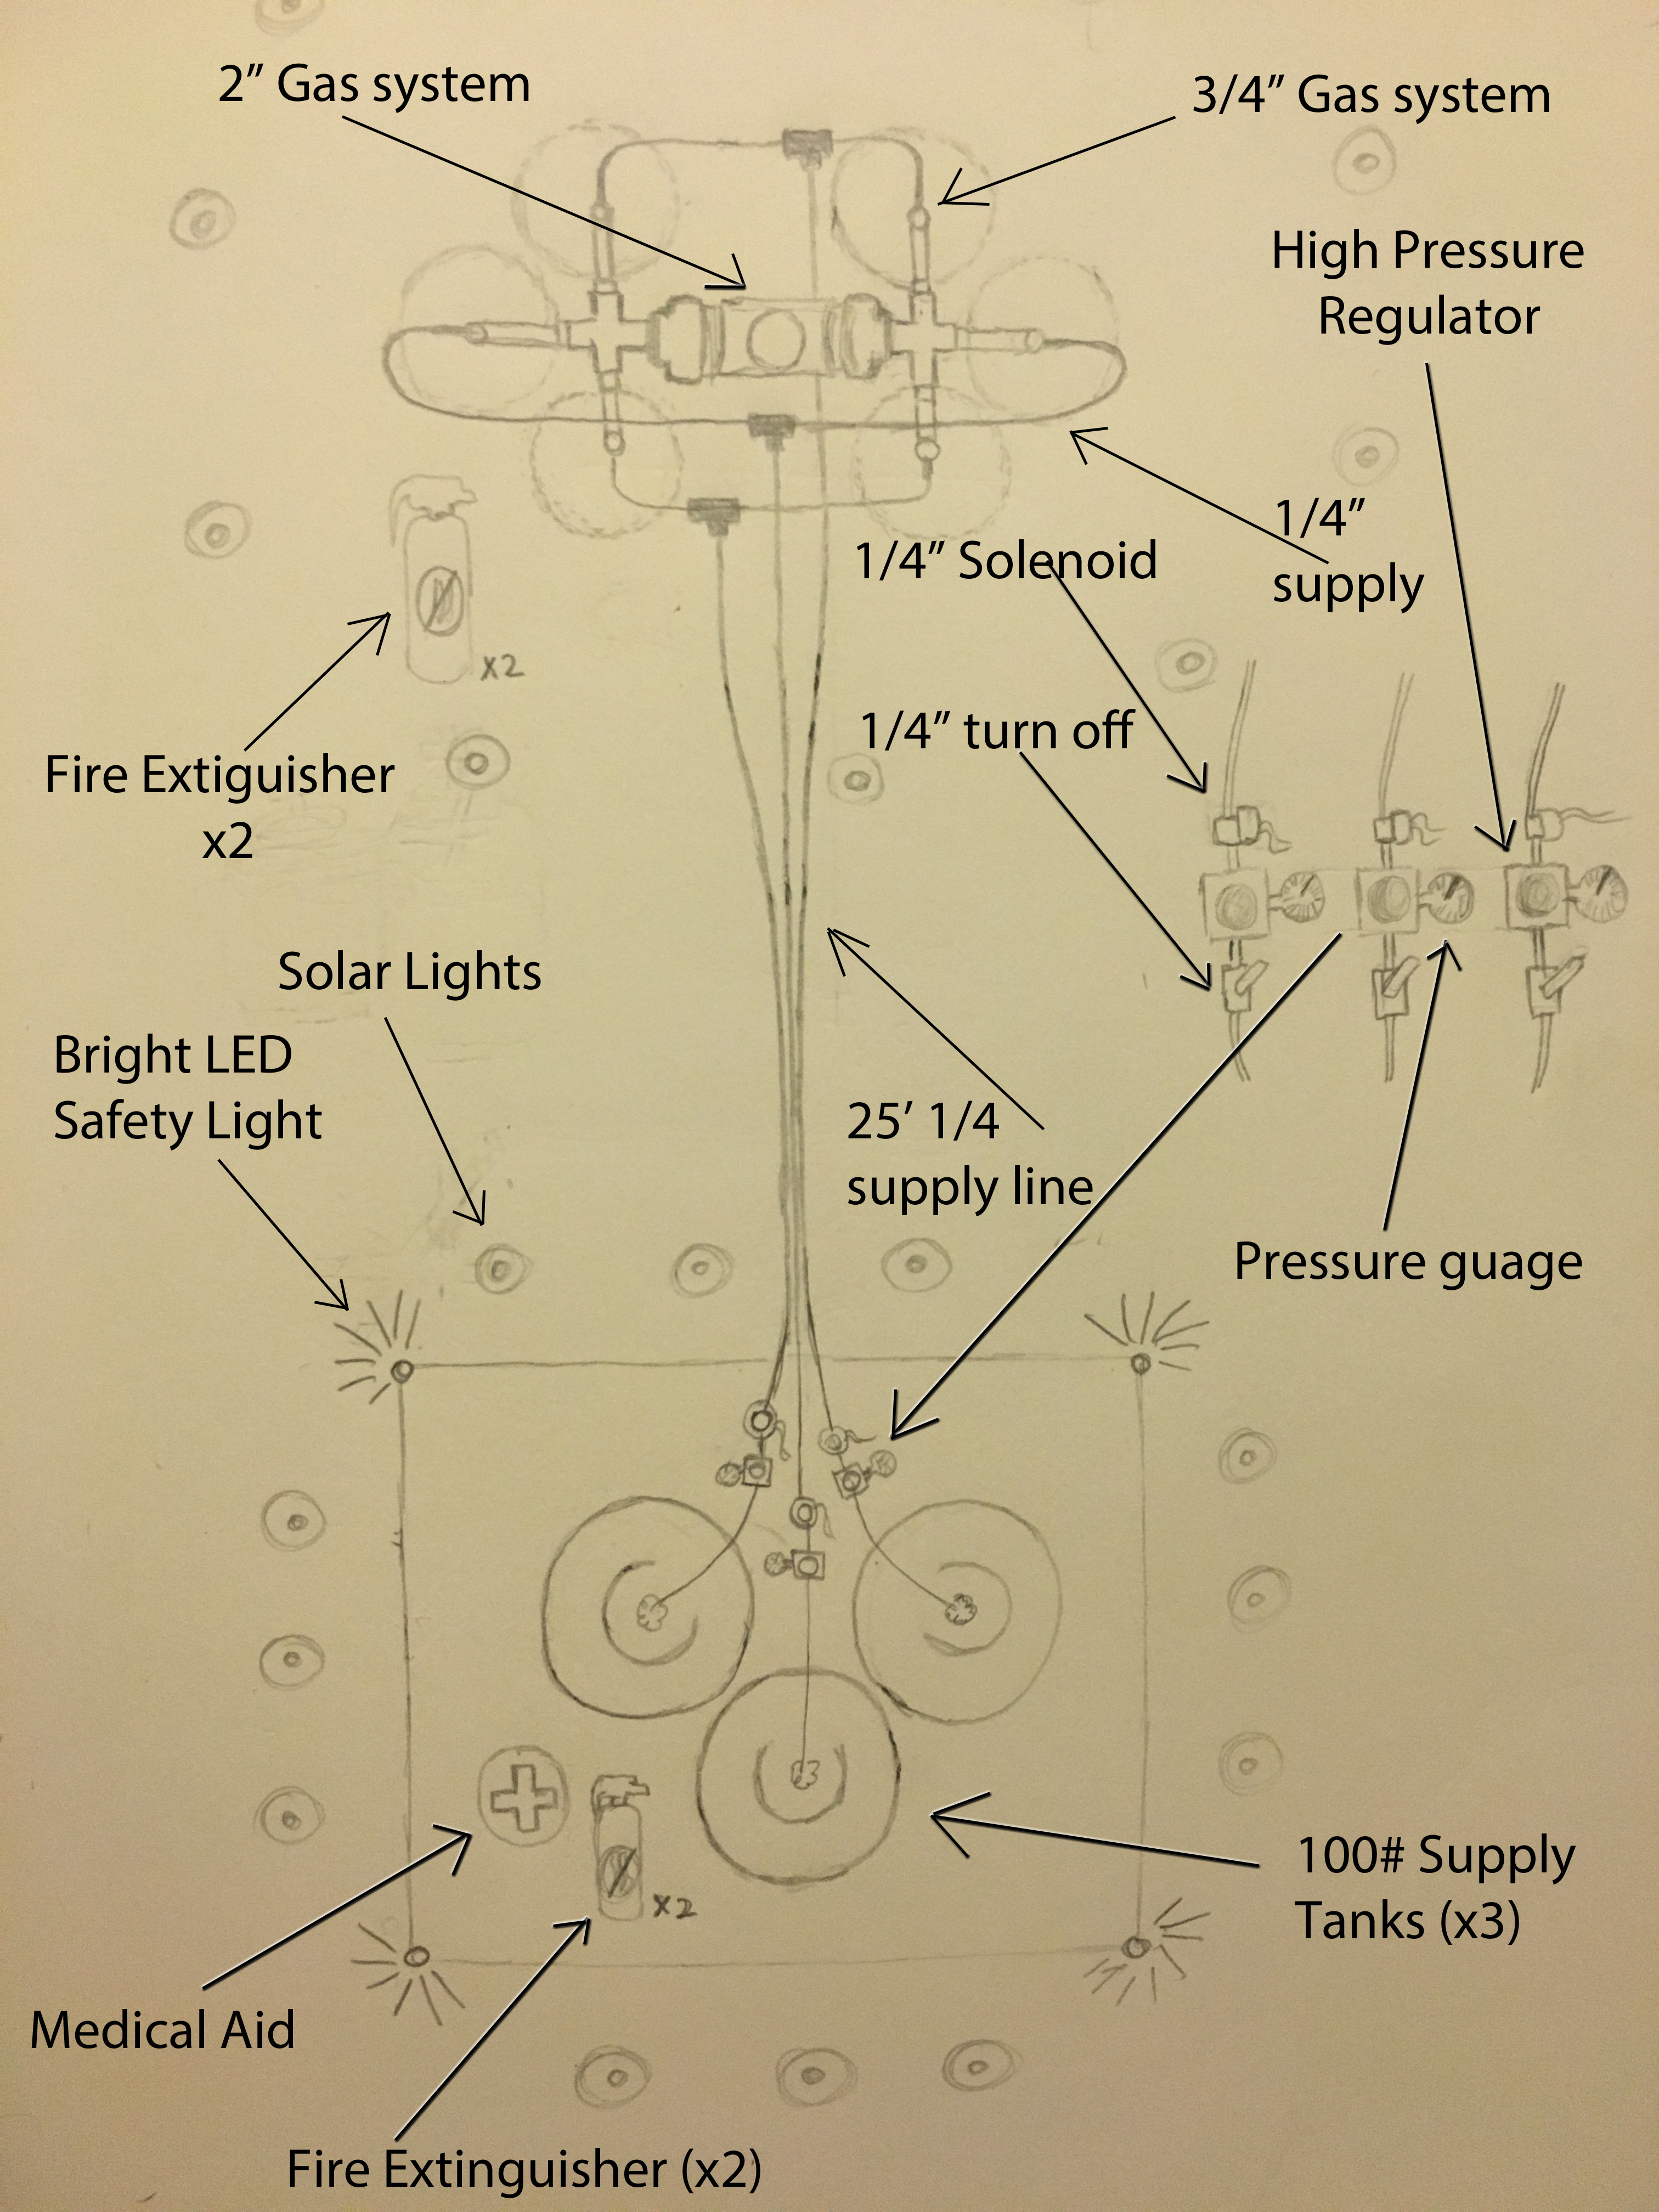 2” Gas system
3/4” Gas system
High Pressure
Regulator
1/4”
supply
1/4” Solenoid
1/4” turn off
x2
Fire Extiguisher
x2
Solar Lights
Bright LED
Safety Light
25’ 1/4
supply line
Pressure guage
100# Supply
Tanks (x3)
x2
Medical Aid
Fire Extinguisher (x2)